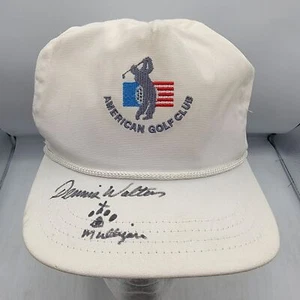 AMERICAN GOLF CLUB
Dennis Walters
+
Mulligan